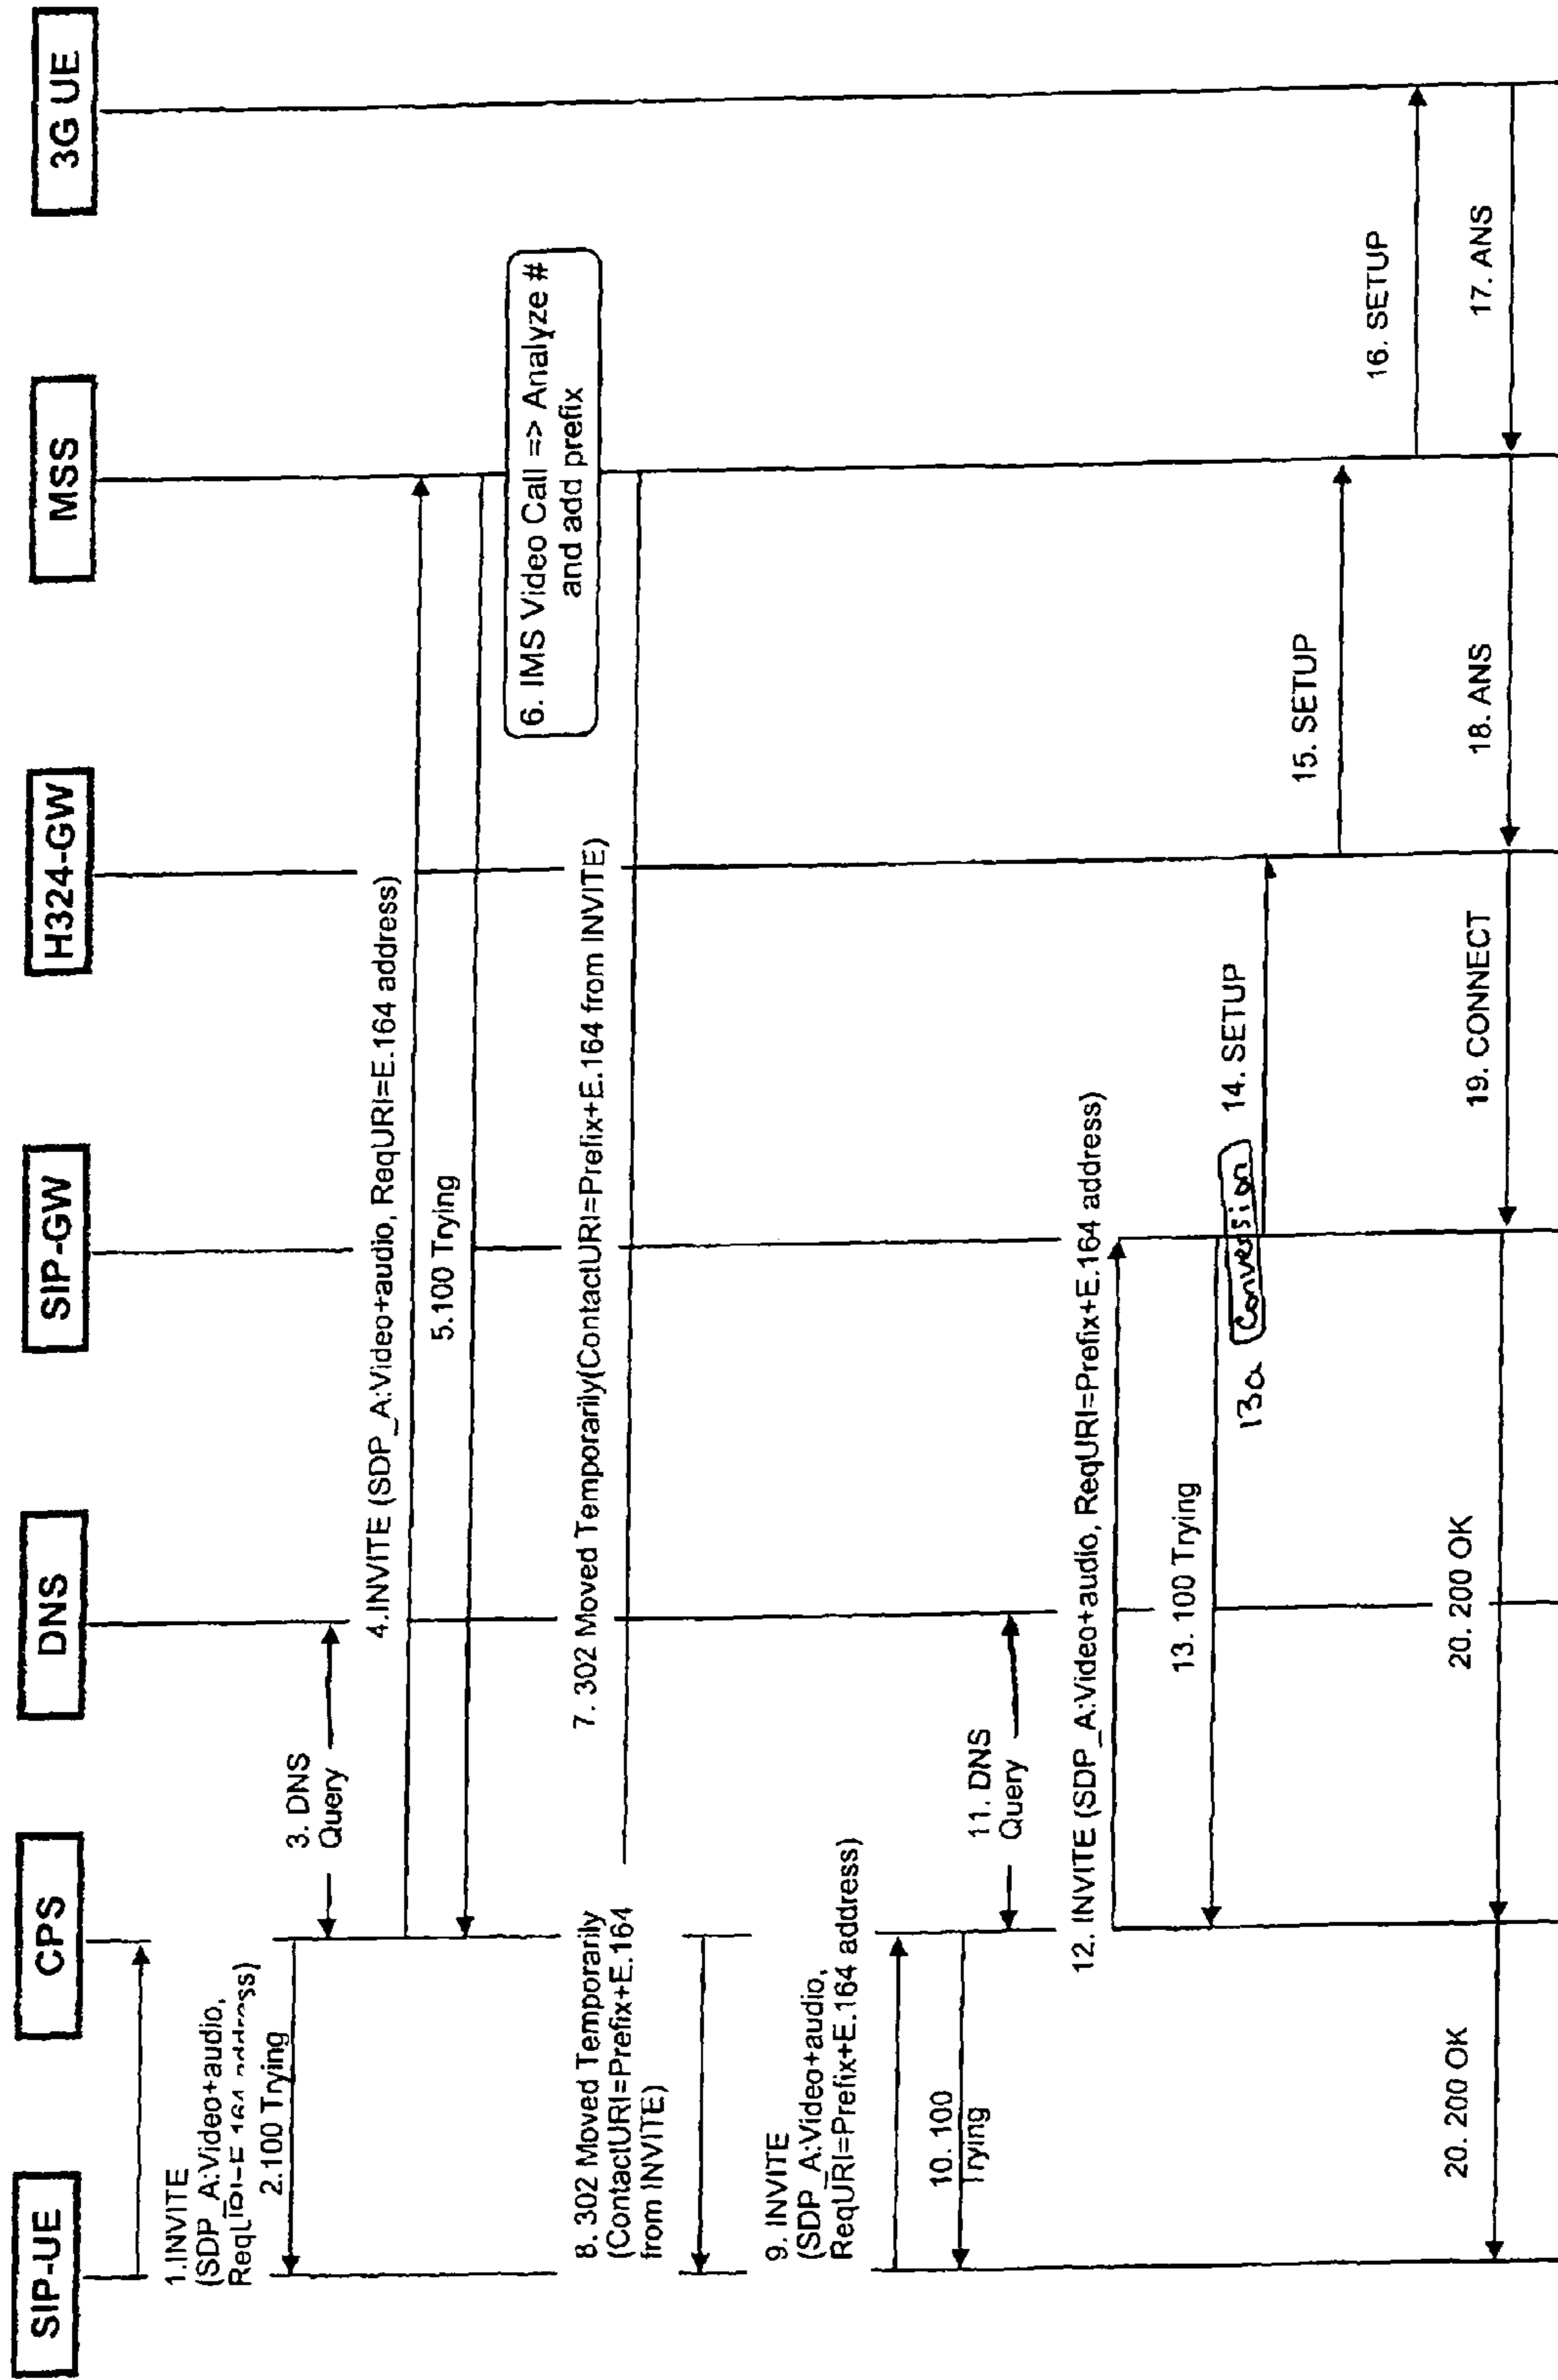 SIP-UE
CPS
DNS
SIP-GW
H324-GW
MSS
3G UE
1.INVITE
(SDP_A:Video+audio,
2.100 Trying
3. DNS
Query
4.INVITE (SDP_A:Video+audio, ReqURI=E.164 address)
5.100 Trying
6. IMS Video Call => Analyze #
and add prefix
7. 302 Moved Temporarily(ContactURI=Prefix+E.164 from INVITE)
8. 302 Moved Temporarily
(ContactURI=Prefix+E.164
from INVITE)
9. INVITE
(SDP_A:Video+audio,
ReqURI=Prefix+E.164 address)
10. 100
Trying
11. DNS
Query
12. INVITE (SDP_A:Video+audio, ReqURI=Prefix+E.164 address)
13. 100 Trying
13a Conversion
14. SETUP
15. SETUP
16. SETUP
17. ANS
18. ANS
19. CONNECT
20. 200 OK
20. 200 OK